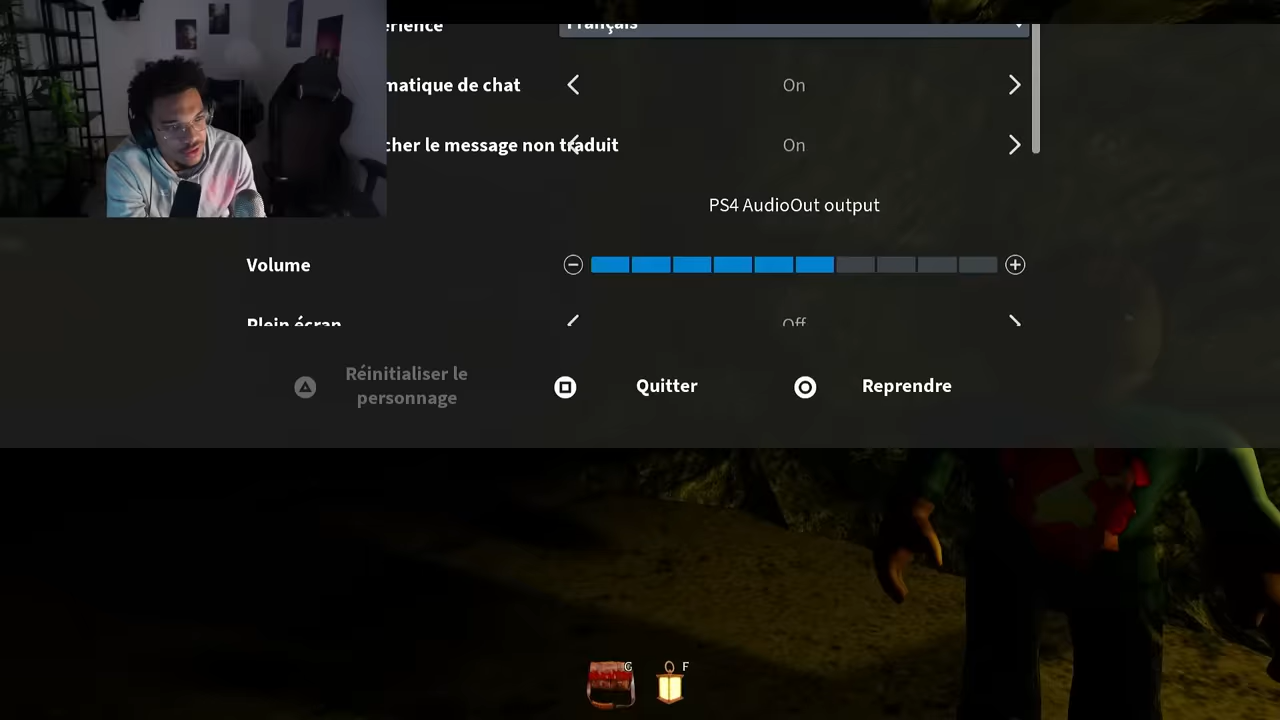 érience
Français
matique de chat
On
cher le message non traduit
On
PS4 AudioOut output
Volume
Plein écran
Off
Réinitialiser le
personnage
Quitter
Reprendre
G
F